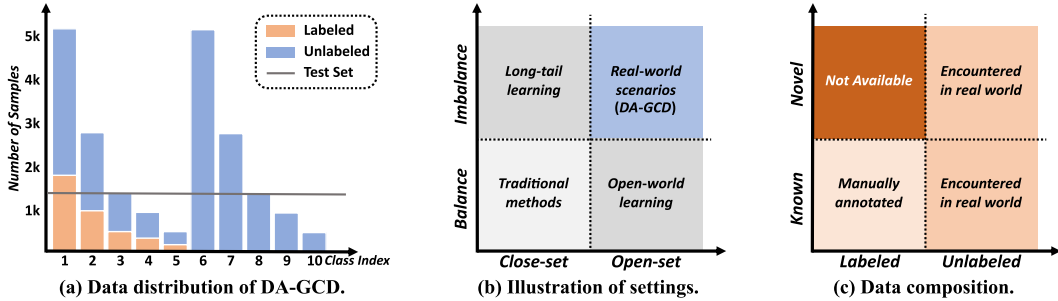 Number of Samples
5k
4k
3k
2k
1k
Labeled
Unlabeled
Test Set
1 2 3 4 5 6 7 8 9 10 Class Index
(a) Data distribution of DA-GCD.
Imbalance
Balance
Long-tail
learning
Real-world
scenarios
(DA-GCD)
Traditional
methods
Open-world
learning
Close-set Open-set
(b) Illustration of settings.
Novel
Known
Not Available
Encountered
in real world
Manually
annotated
Encountered
in real world
Labeled Unlabeled
(c) Data composition.